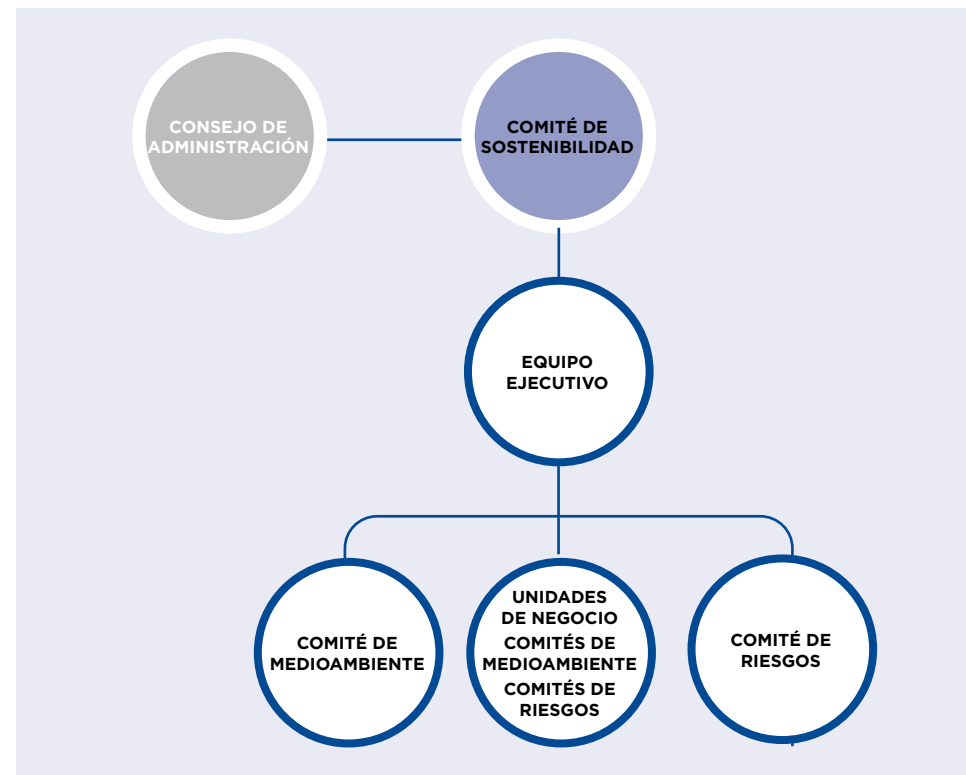 CONSEJO DE
ADMINISTRACIÓN
COMITÉ DE
SOSTENIBILIDAD
EQUIPO
EJECUTIVO
COMITÉ DE
MEDIOAMBIENTE
UNIDADES
DE NEGOCIO
COMITÉS DE
MEDIOAMBIENTE
COMITÉS DE
RIESGOS
COMITÉ DE
RIESGOS